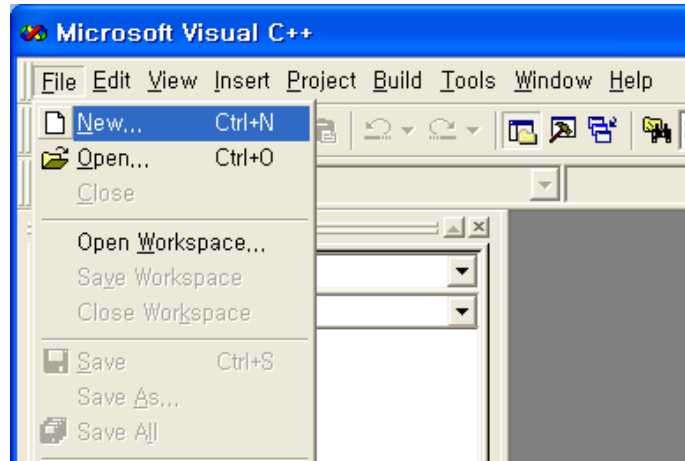 Microsoft Visual C++
File Edit View Insert Project Build Tools Window Help
New... Ctrl+N
Open... Ctrl+O
Close
Open Workspace...
Save Workspace
Close Workspace
Save Ctrl+S
Save As...
Save All